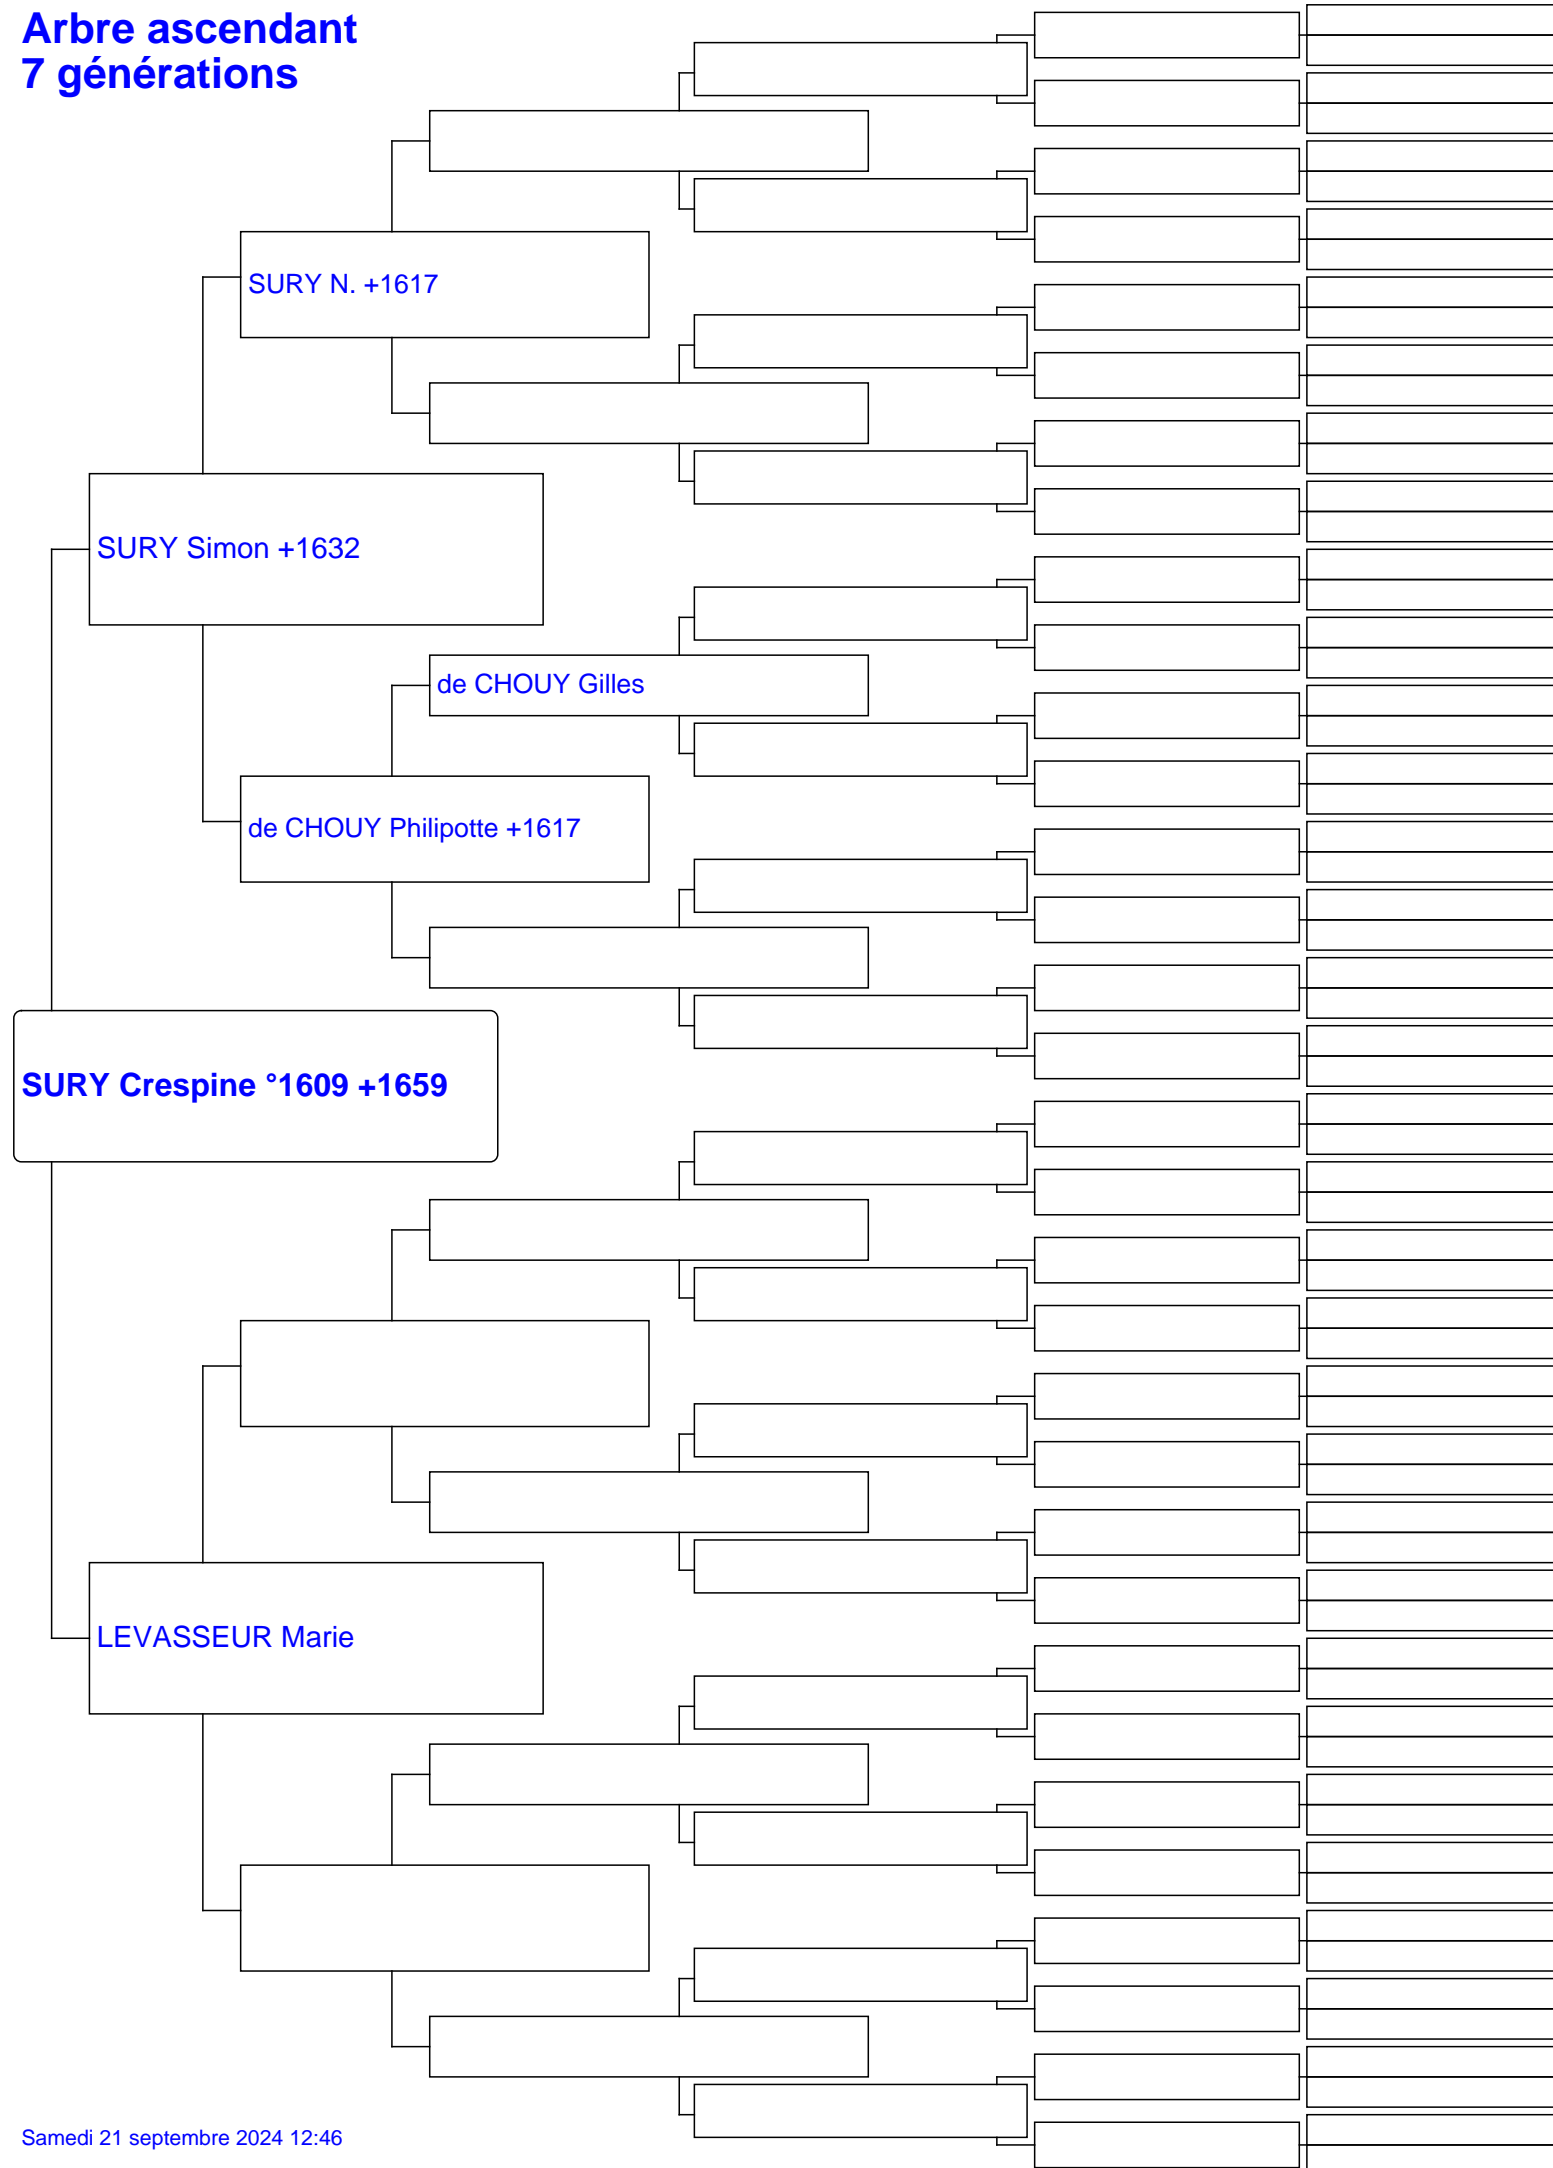 Arbre ascendant
7 générations
SURY N. +1617
SURY Simon +1632
de CHOUY Gilles
de CHOUY Philipotte +1617
SURY Crespine °1609 +1659
LEVASSEUR Marie
Samedi 21 septembre 2024 12:46